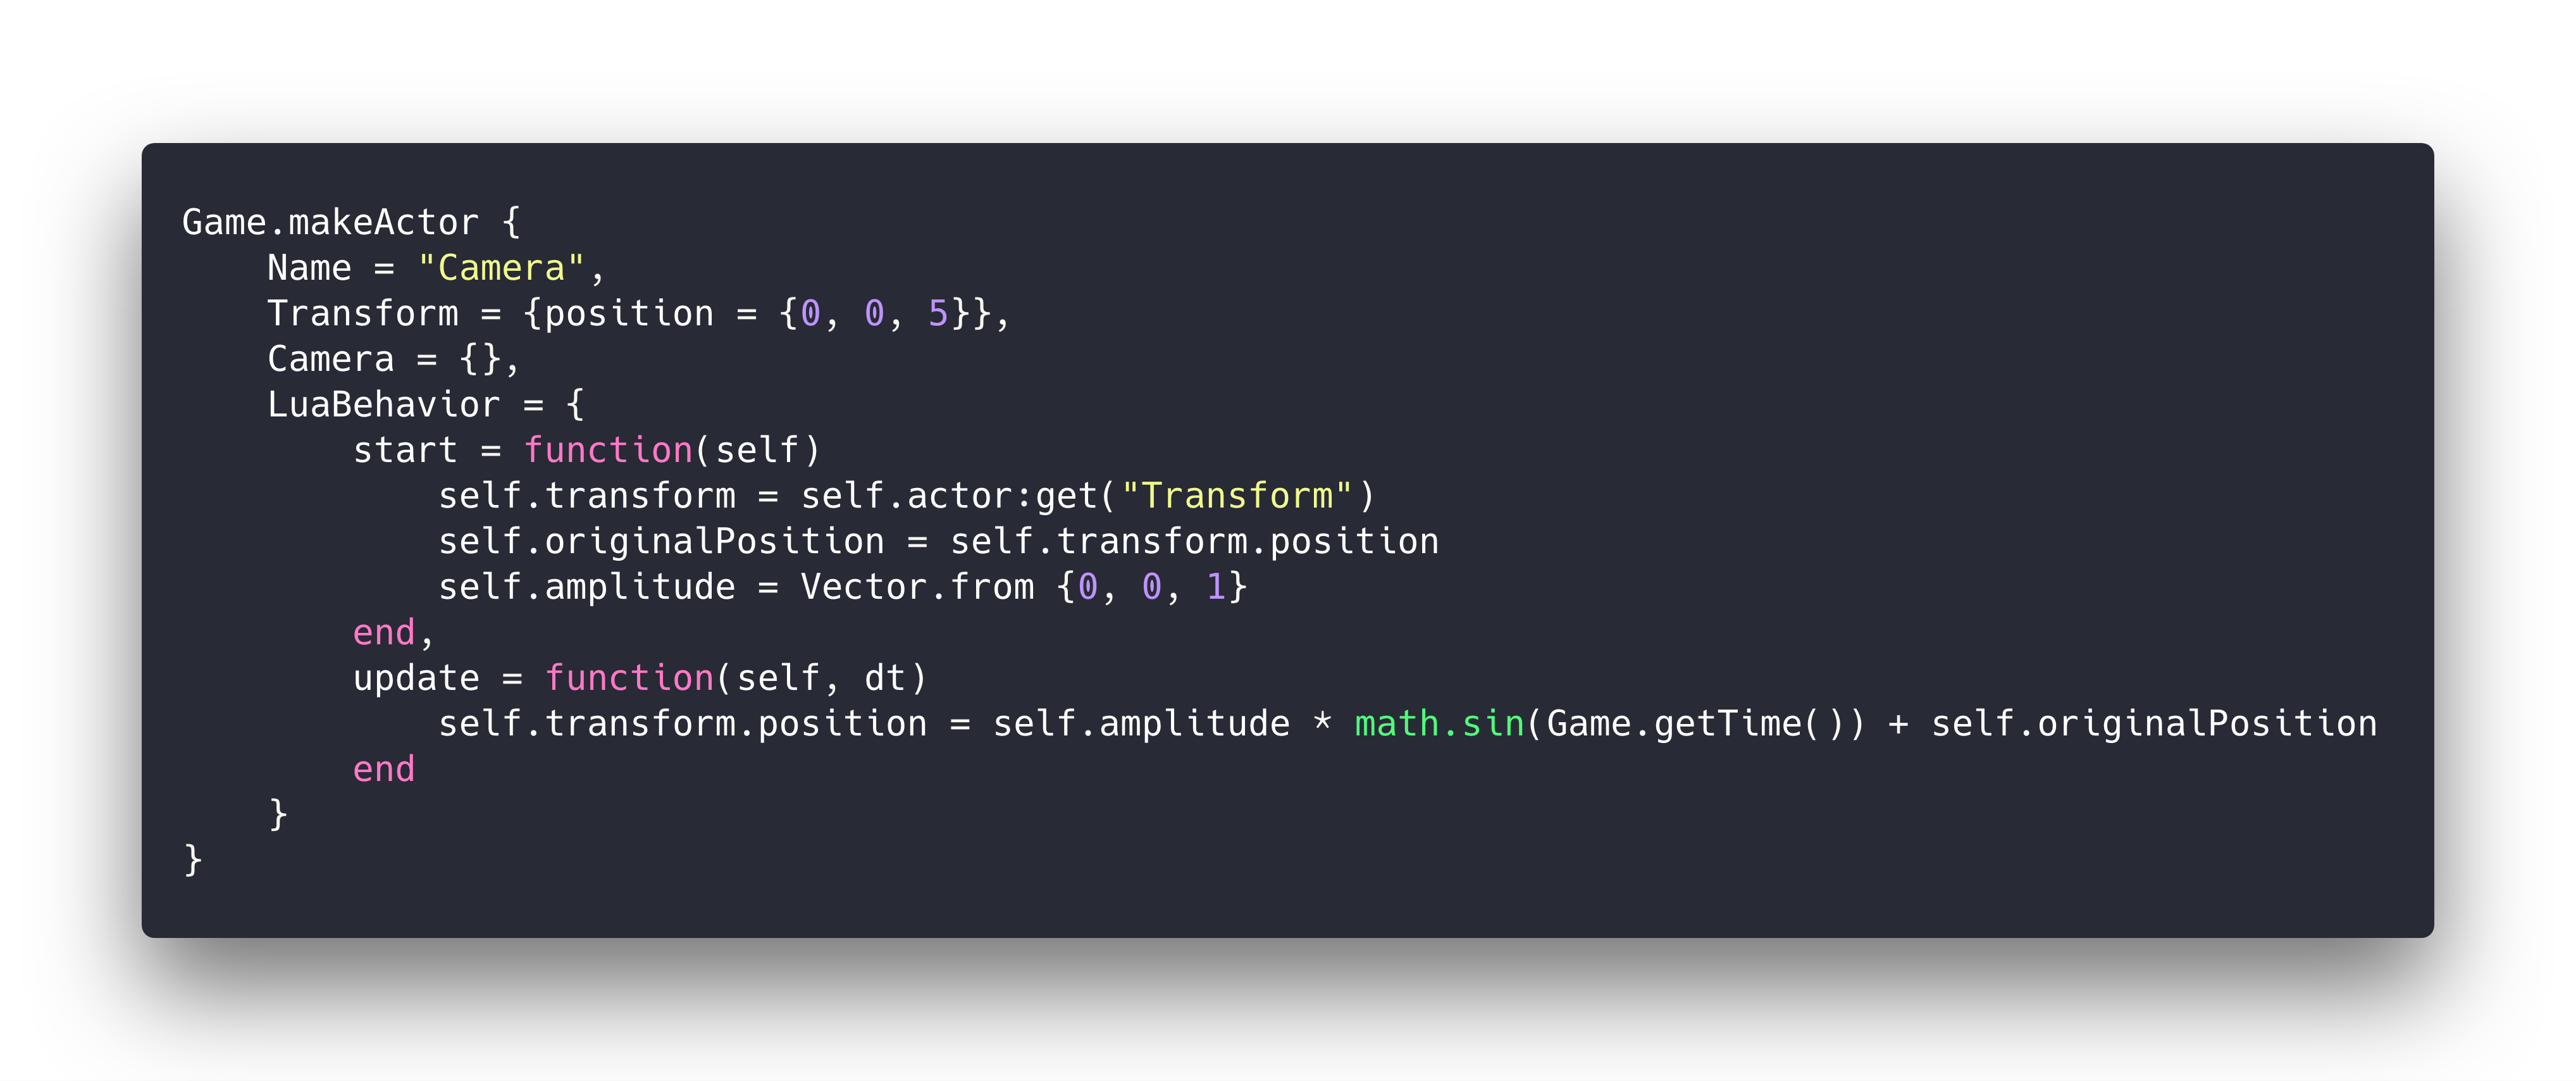 Game.makeActor {
    Name = "Camera",
    Transform = {position = {0, 0, 5}},
    Camera = {},
    LuaBehavior = {
        start = function(self)
            self.transform = self.actor:get("Transform")
            self.originalPosition = self.transform.position
            self.amplitude = Vector.from {0, 0, 1}
        end,
        update = function(self, dt)
            self.transform.position = self.amplitude * math.sin(Game.getTime()) + self.originalPosition
        end
    }
}